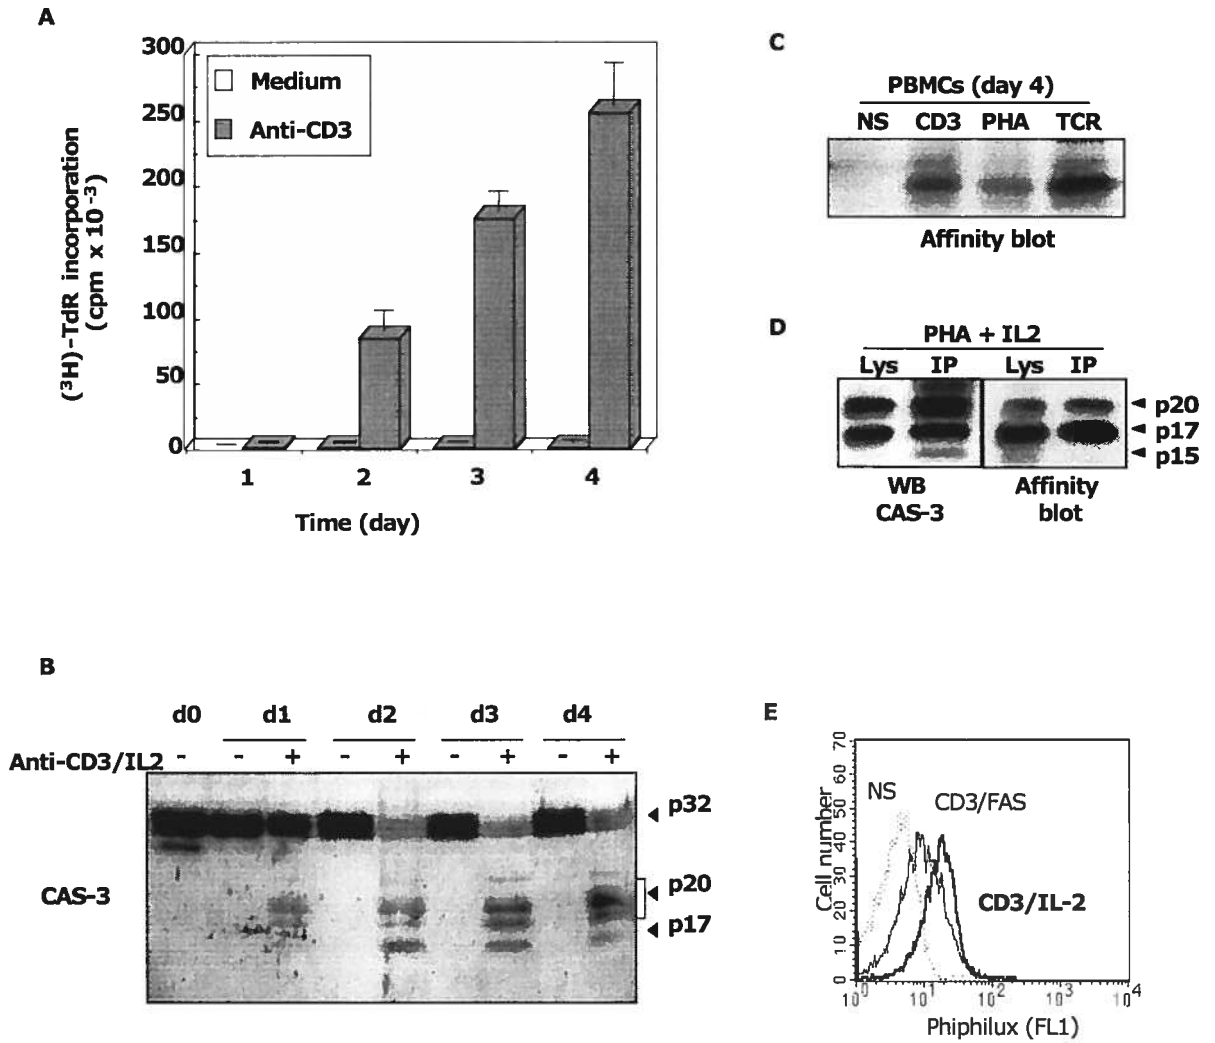 A
300
250
200
150
100
50
0
(³H)-TdR incorporation
(cpm x 10⁻³)
Medium
Anti-CD3
1 2 3 4
Time (day)
C
PBMCs (day 4)
NS CD3 PHA TCR
Affinity blot
D
PHA + IL2
Lys IP Lys IP
p20
p17
p15
WB
CAS-3
Affinity
blot
B
d0 d1 d2 d3 d4
Anti-CD3/IL2 - - + - + - + - +
p32
CAS-3
p20
p17
E
70
60
50
40
30
20
10
0
Cell number
NS
CD3/FAS
CD3/IL-2
10⁰ 10¹ 10² 10³ 10⁴
Phiphilux (FL1)